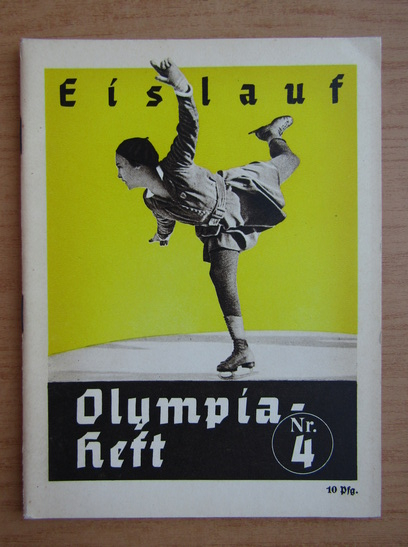 Eislauf
Olympia-
Heft
Nr.
4
10 Pfg.